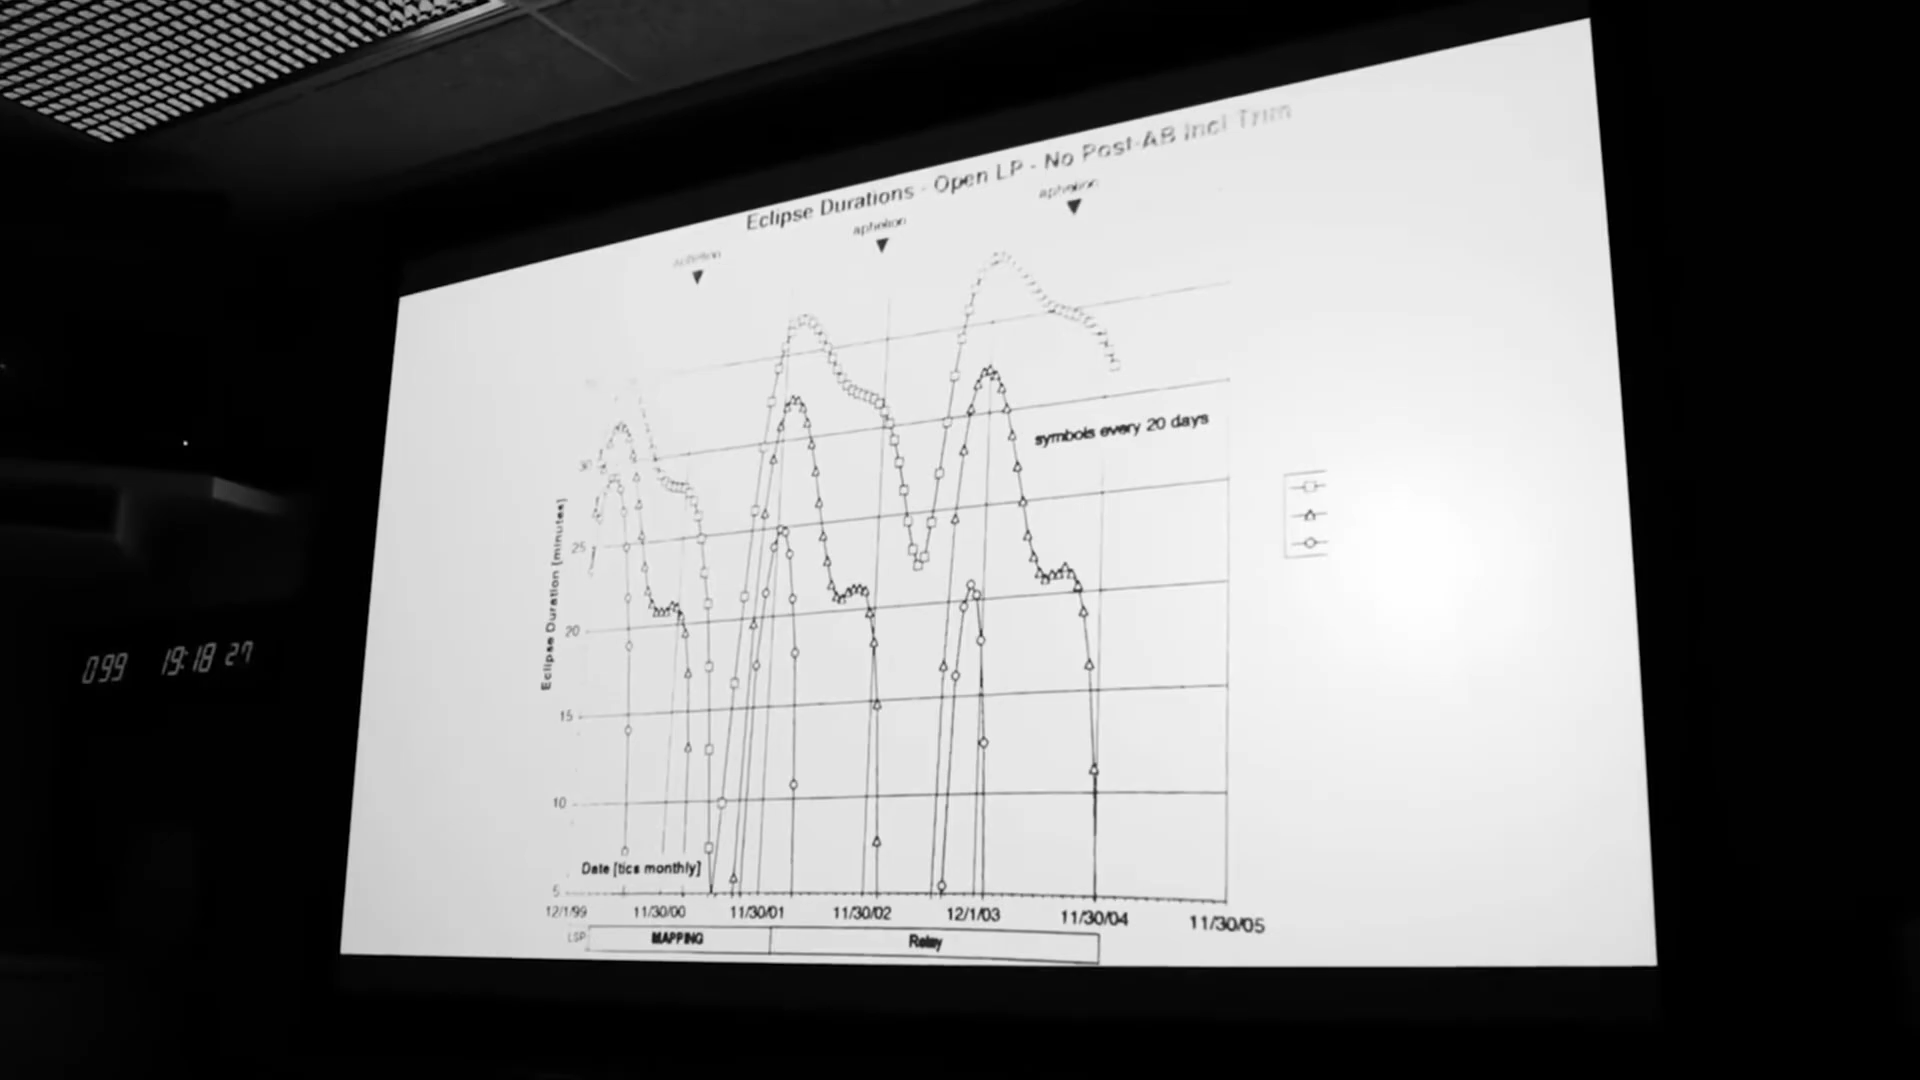 Eclipse Durations - Open LP - No Post-AB Incl Trim
aphelion
aphelion
aphelion
symbols every 20 days
Eclipse Duration [minutes]
30
25
20
15
10
5
Date [tics monthly]
12/1/99 11/30/00 11/30/01 11/30/02 12/1/03 11/30/04 11/30/05
LSP MAPPING Relay
099 19:18 27